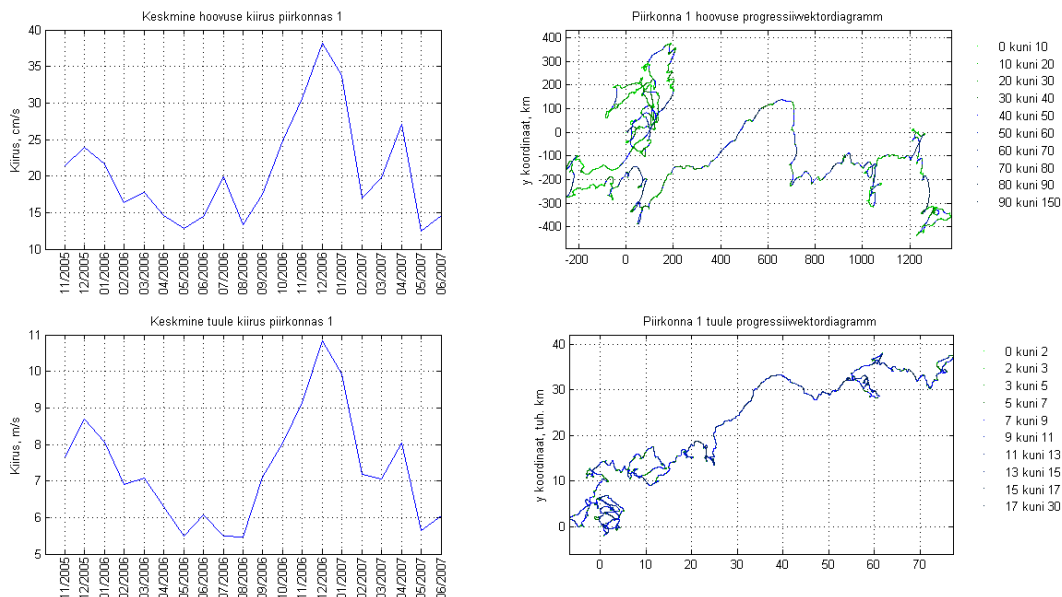 Keskmine hoovuse kiirus piirkonnas 1
Kiirus, cm/s
40
35
30
25
20
15
10
11/2005
12/2005
01/2006
02/2006
03/2006
04/2006
05/2006
06/2006
07/2006
08/2006
09/2006
10/2006
11/2006
12/2006
01/2007
02/2007
03/2007
04/2007
05/2007
06/2007
Piirkonna 1 hoovuse progressiivvektordiagramm
y koordinaat, km
400
300
200
100
0
-100
-200
-300
-400
-200 0 200 400 600 800 1000 1200
0 kuni 10
10 kuni 20
20 kuni 30
30 kuni 40
40 kuni 50
50 kuni 60
60 kuni 70
70 kuni 80
80 kuni 90
90 kuni 150
Keskmine tuule kiirus piirkonnas 1
Kiirus, m/s
11
10
9
8
7
6
5
11/2005
12/2005
01/2006
02/2006
03/2006
04/2006
05/2006
06/2006
07/2006
08/2006
09/2006
10/2006
11/2006
12/2006
01/2007
02/2007
03/2007
04/2007
05/2007
06/2007
Piirkonna 1 tuule progressiivvektordiagramm
y koordinaat, tuh. km
40
30
20
10
0
0 10 20 30 40 50 60 70
0 kuni 2
2 kuni 3
3 kuni 5
5 kuni 7
7 kuni 9
9 kuni 11
11 kuni 13
13 kuni 15
15 kuni 17
17 kuni 30